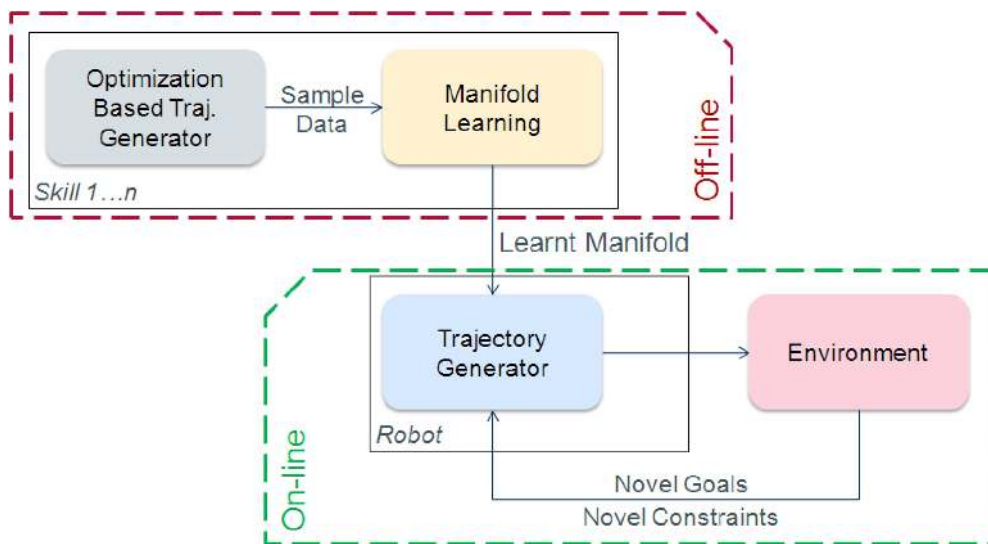 Optimization
Based Traj.
Generator
Sample
Data
Manifold
Learning
Skill 1...n
Off-line
Learnt Manifold
Trajectory
Generator
Environment
Robot
On-line
Novel Goals
Novel Constraints